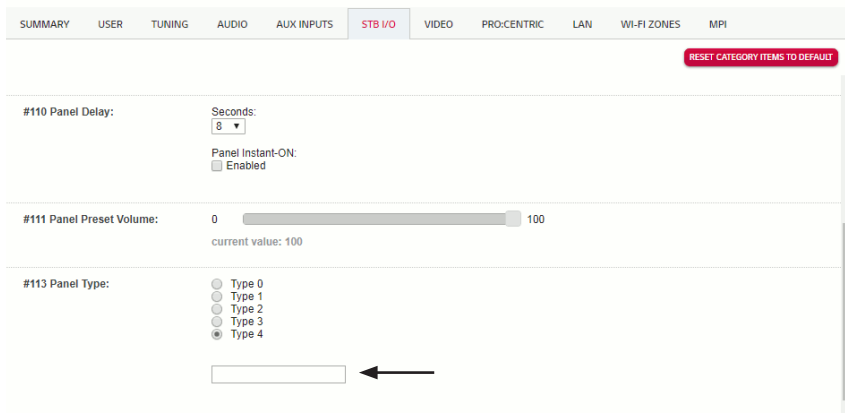 SUMMARY USER TUNING AUDIO AUX INPUTS STB I/O VIDEO PRO:CENTRIC LAN WI-FI ZONES MPI
RESET CATEGORY ITEMS TO DEFAULT
#110 Panel Delay: Seconds:
8
Panel Instant-ON:
Enabled
#111 Panel Preset Volume: 0 100
current value: 100
#113 Panel Type: Type 0
Type 1
Type 2
Type 3
Type 4